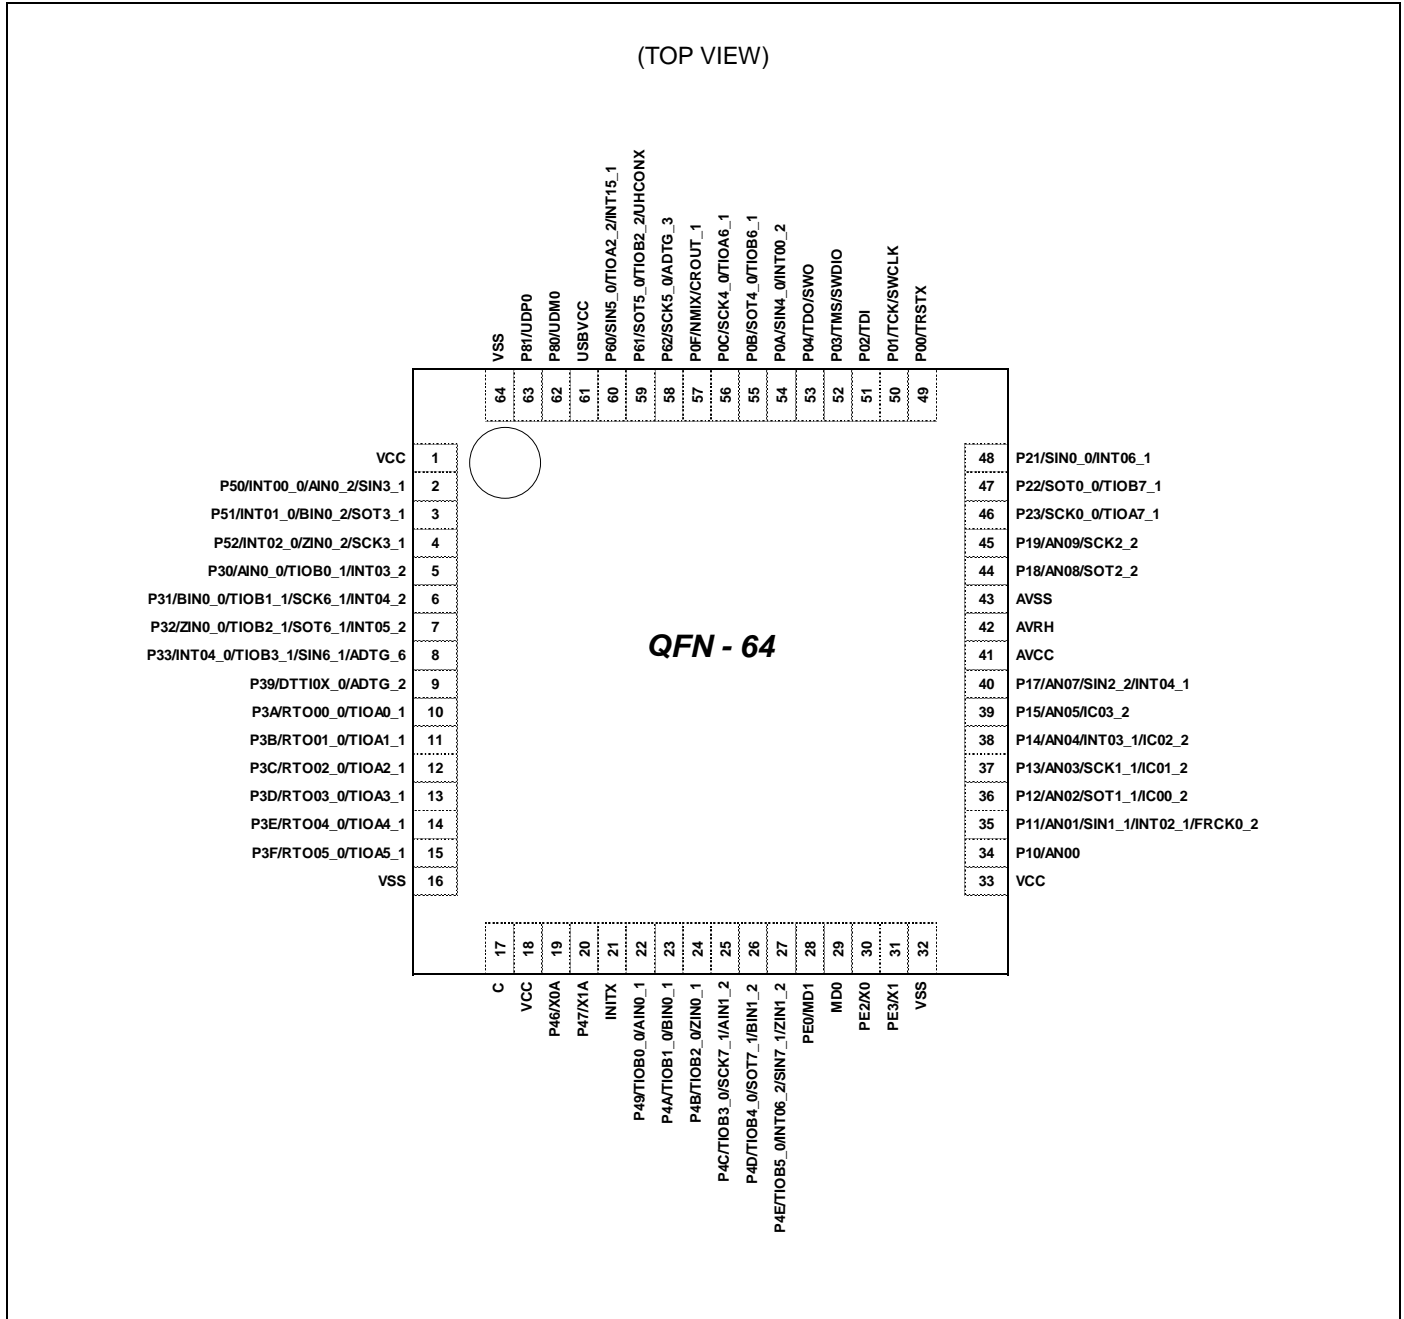 (TOP VIEW)
VSS
P81/UDP0
P80/UDM0
USBVCC
P60/SIN5_0/TIOA2_2/INT15_1
P61/SOT5_0/TIOB2_2/UHCONX
P62/SCK5_0/ADTG_3
P0F/NMIX/CROUT_1
P0C/SCK4_0/TIOA6_1
P0B/SOT4_0/TIOB6_1
P0A/SIN4_0/INT00_2
P04/TDO/SWO
P03/TMS/SWDIO
P02/TDI
P01/TCK/SWCLK
P00/TRSTX
64
63
62
61
60
59
58
57
56
55
54
53
52
51
50
49
VCC 1
P50/INT00_0/AIN0_2/SIN3_1 2
P51/INT01_0/BIN0_2/SOT3_1 3
P52/INT02_0/ZIN0_2/SCK3_1 4
P30/AIN0_0/TIOB0_1/INT03_2 5
P31/BIN0_0/TIOB1_1/SCK6_1/INT04_2 6
P32/ZIN0_0/TIOB2_1/SOT6_1/INT05_2 7
P33/INT04_0/TIOB3_1/SIN6_1/ADTG_6 8
P39/DTTI0X_0/ADTG_2 9
P3A/RTO00_0/TIOA0_1 10
P3B/RTO01_0/TIOA1_1 11
P3C/RTO02_0/TIOA2_1 12
P3D/RTO03_0/TIOA3_1 13
P3E/RTO04_0/TIOA4_1 14
P3F/RTO05_0/TIOA5_1 15
VSS 16
QFN - 64
48 P21/SIN0_0/INT06_1
47 P22/SOT0_0/TIOB7_1
46 P23/SCK0_0/TIOA7_1
45 P19/AN09/SCK2_2
44 P18/AN08/SOT2_2
43 AVSS
42 AVRH
41 AVCC
40 P17/AN07/SIN2_2/INT04_1
39 P15/AN05/IC03_2
38 P14/AN04/INT03_1/IC02_2
37 P13/AN03/SCK1_1/IC01_2
36 P12/AN02/SOT1_1/IC00_2
35 P11/AN01/SIN1_1/INT02_1/FRCK0_2
34 P10/AN00
33 VCC
17
18
19
20
21
22
23
24
25
26
27
28
29
30
31
32
C
VCC
P46/X0A
P47/X1A
INITX
P49/TIOB0_0/AIN0_1
P4A/TIOB1_0/BIN0_1
P4B/TIOB2_0/ZIN0_1
P4C/TIOB3_0/SCK7_1/AIN1_2
P4D/TIOB4_0/SOT7_1/BIN1_2
P4E/TIOB5_0/INT06_2/SIN7_1/ZIN1_2
PE0/MD1
MD0
PE2/X0
PE3/X1
VSS